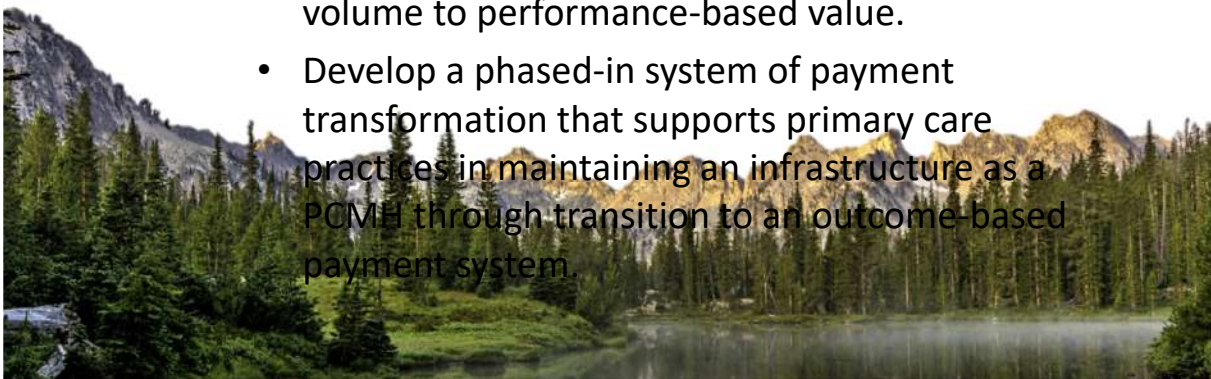 volume to performance-based value.
• Develop a phased-in system of payment
transformation that supports primary care
practices in maintaining an infrastructure as a
PCMH through transition to an outcome-based
payment system.